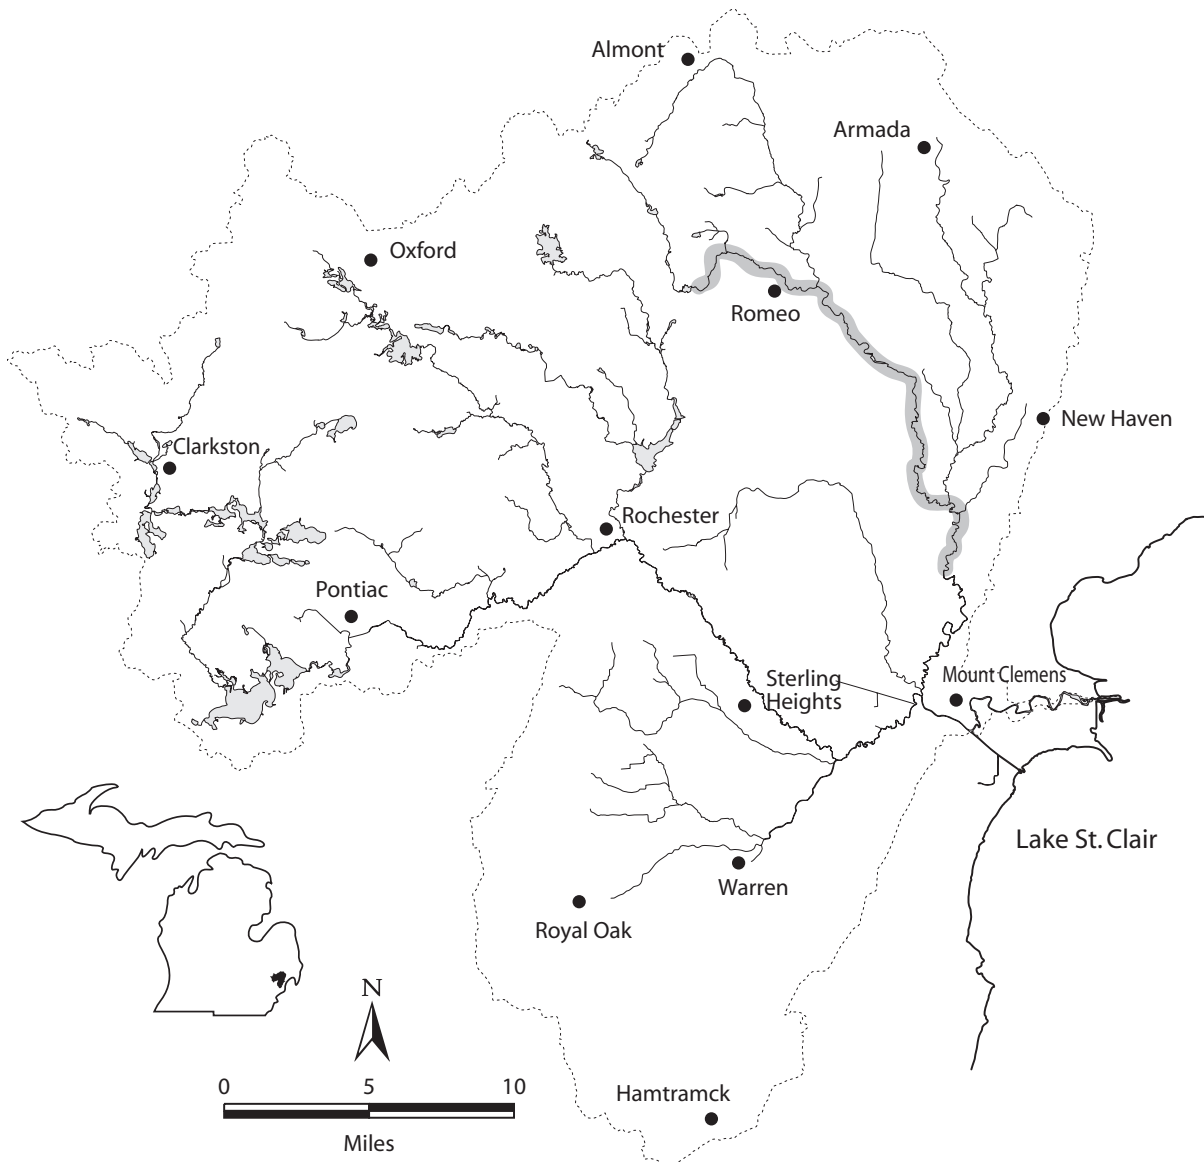 Almont
Armada
Oxford
Romeo
New Haven
Clarkston
Rochester
Pontiac
Sterling
Heights
Mount Clemens
Lake St. Clair
Warren
Royal Oak
N
0 5 10
Hamtramck
Miles